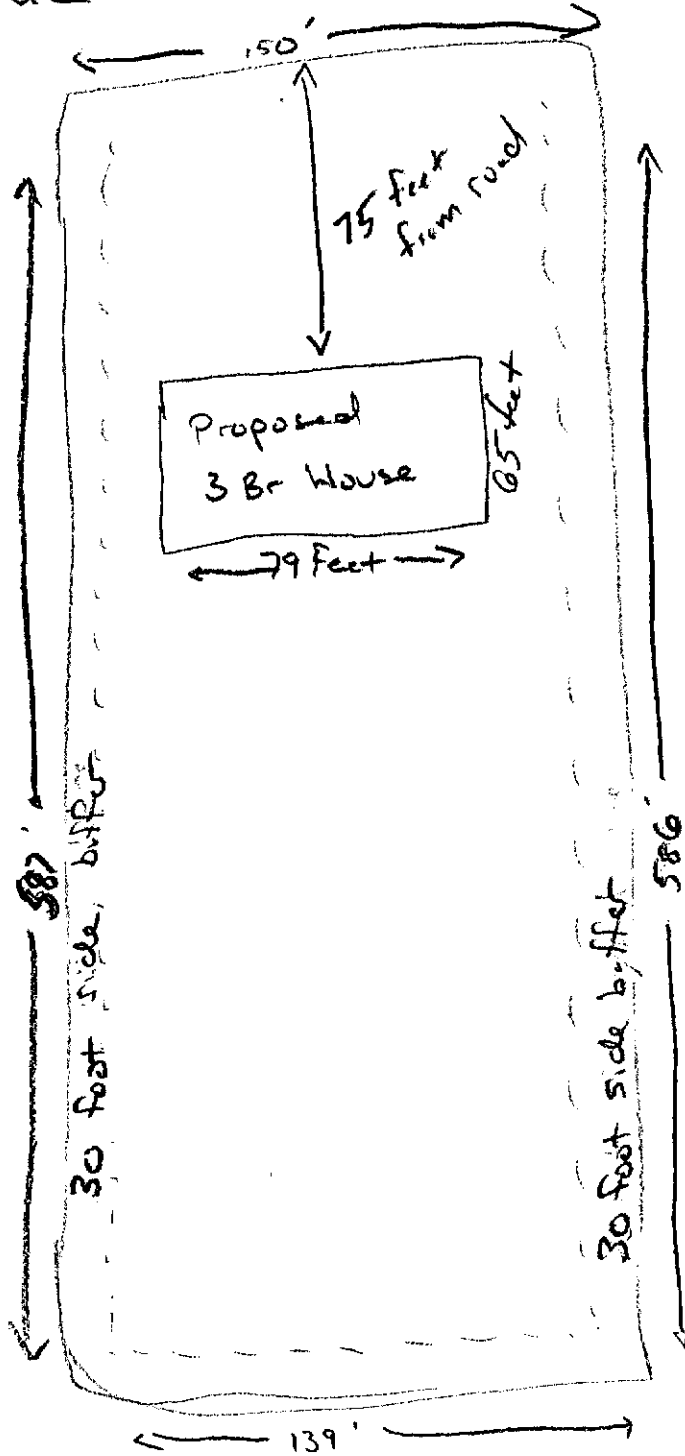 150'
75 feet
from road
Proposed
3 Br House
65 feet
79 Feet
587'
30 foot side buffer
30 foot side buffer
586'
139'